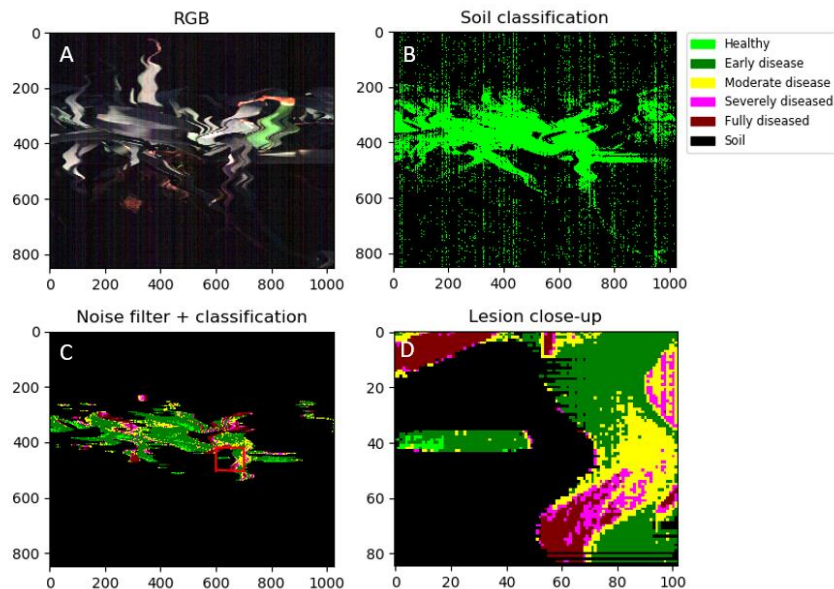 RGB
Soil classification
A
B
0
200
400
600
800
0 200 400 600 800 1000
0
200
400
600
800
0 200 400 600 800 1000
Healthy
Early disease
Moderate disease
Severely diseased
Fully diseased
Soil
Noise filter + classification
Lesion close-up
C
D
0
200
400
600
800
0 200 400 600 800 1000
0
20
40
60
80
0 20 40 60 80 100